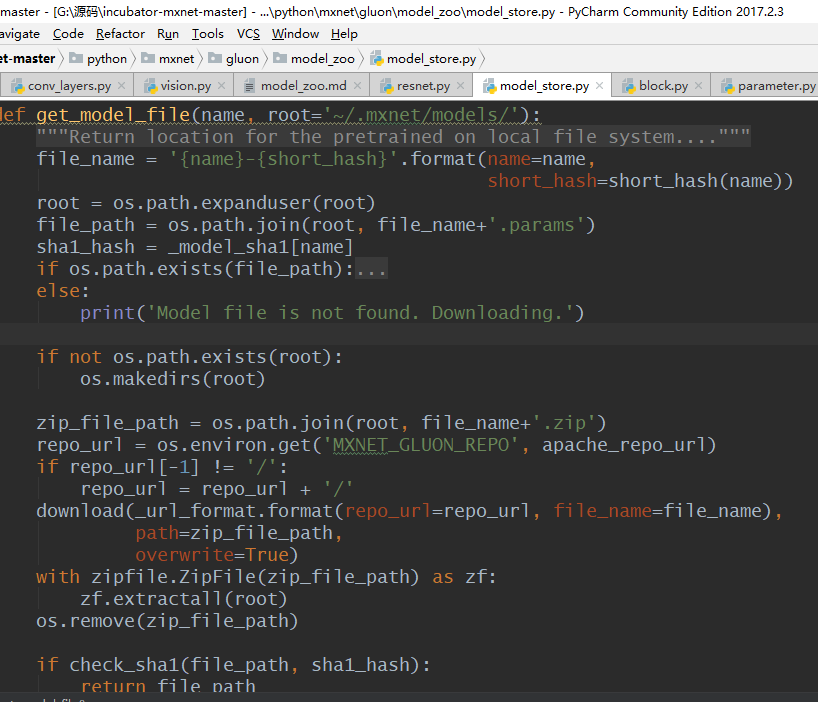 master - [G:\源码\incubator-mxnet-master] - ...\python\mxnet\gluon\model_zoo\model_store.py - PyCharm Community Edition 2017.2.3
avigate Code Refactor Run Tools VCS Window Help
et-master python mxnet gluon model_zoo model_store.py
conv_layers.py × vision.py × model_zoo.md × resnet.py × model_store.py × block.py × parameter.py
def get_model_file(name, root='~/.mxnet/models/'):
"""Return location for the pretrained on local file system...."""
file_name = '{name}-{short_hash}'.format(name=name,
short_hash=short_hash(name))
root = os.path.expanduser(root)
file_path = os.path.join(root, file_name+'.params')
sha1_hash = _model_sha1[name]
if os.path.exists(file_path):...
else:
print('Model file is not found. Downloading.')
if not os.path.exists(root):
os.makedirs(root)
zip_file_path = os.path.join(root, file_name+'.zip')
repo_url = os.environ.get('MXNET_GLUON_REPO', apache_repo_url)
if repo_url[-1] != '/':
repo_url = repo_url + '/'
download(_url_format.format(repo_url=repo_url, file_name=file_name),
path=zip_file_path,
overwrite=True)
with zipfile.ZipFile(zip_file_path) as zf:
zf.extractall(root)
os.remove(zip_file_path)
if check_sha1(file_path, sha1_hash):
return file_path